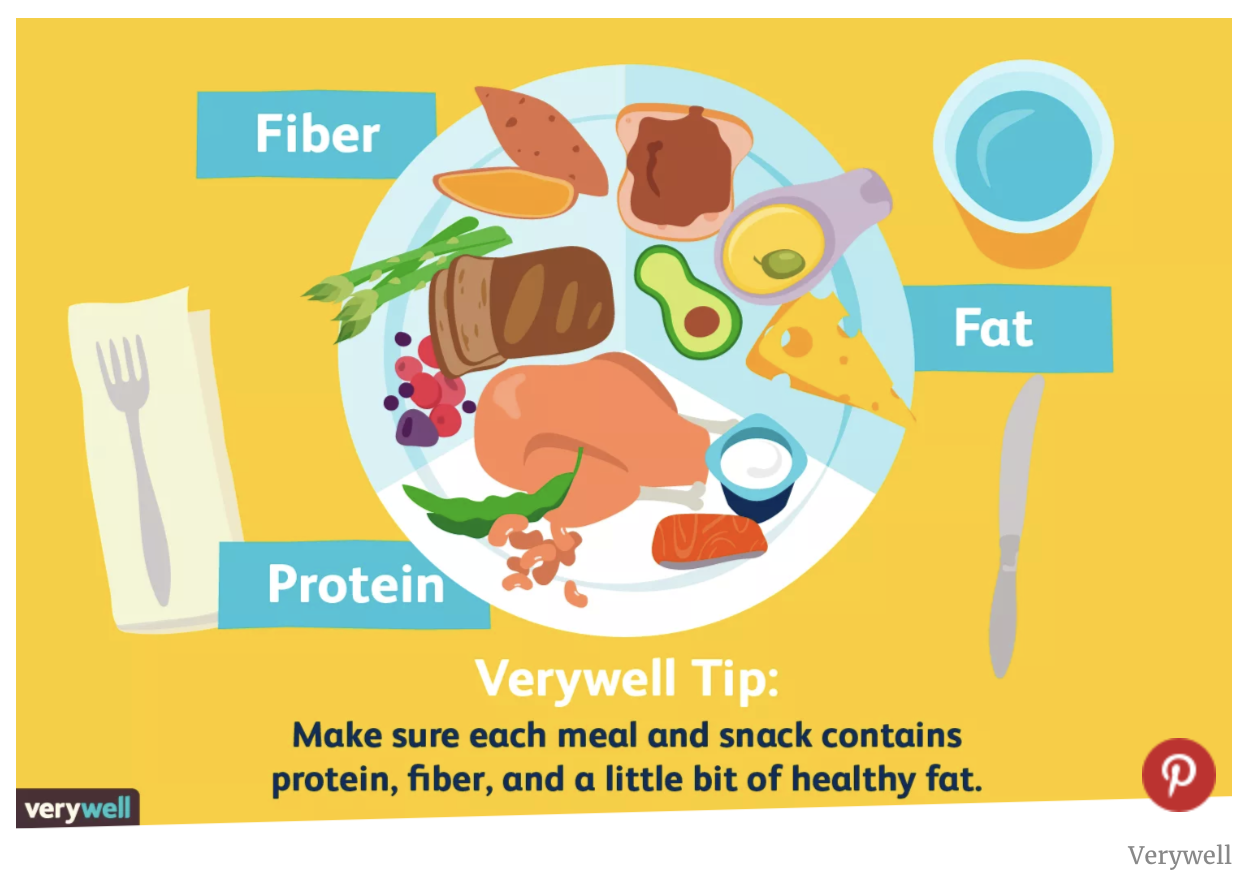 Fiber
Fat
Protein
Verywell Tip:
Make sure each meal and snack contains
protein, fiber, and a little bit of healthy fat.
verywell
Verywell